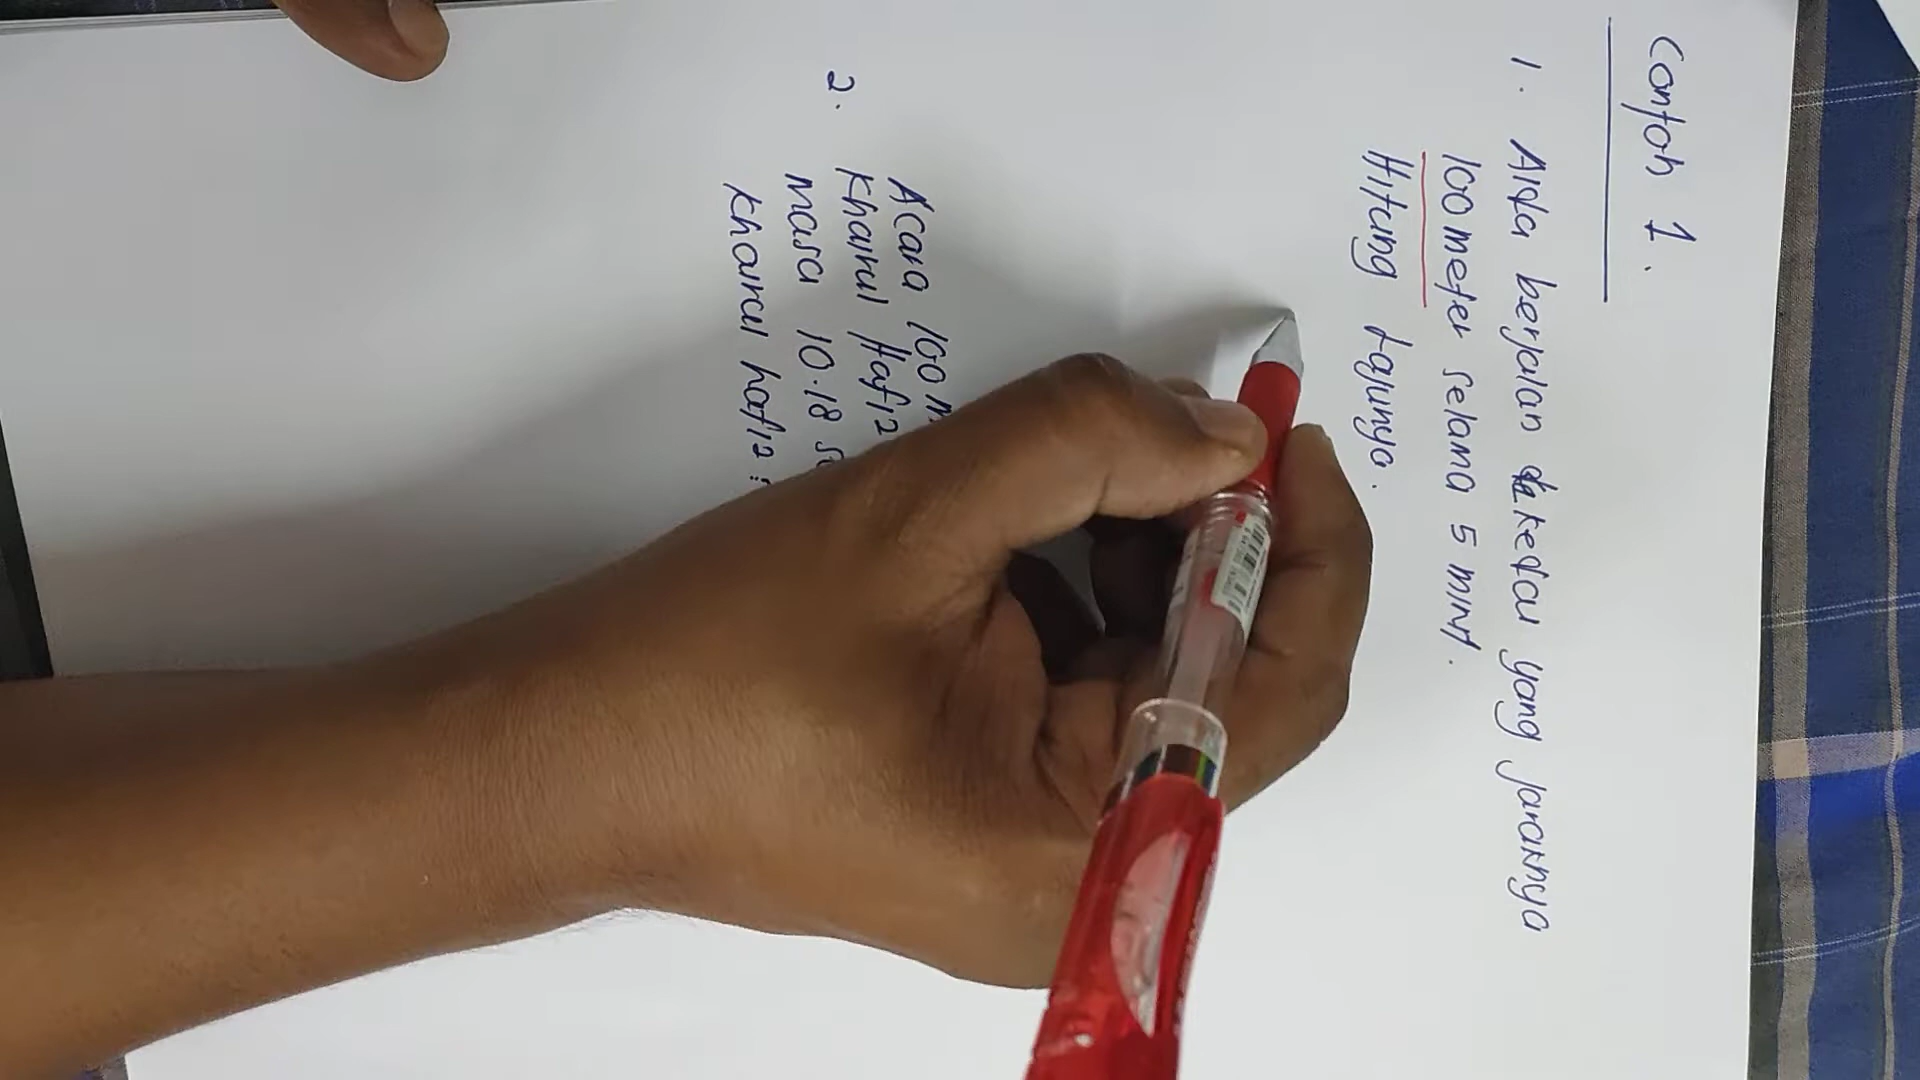 Contoh 1.
1. Aida berjalan ke kedai yang jaraknya
100 meter selama 5 minit.
Hitung lajunya.
2. Acara 100 m
Khairul Hafiz
masa 10.18
Khairul hafiz?